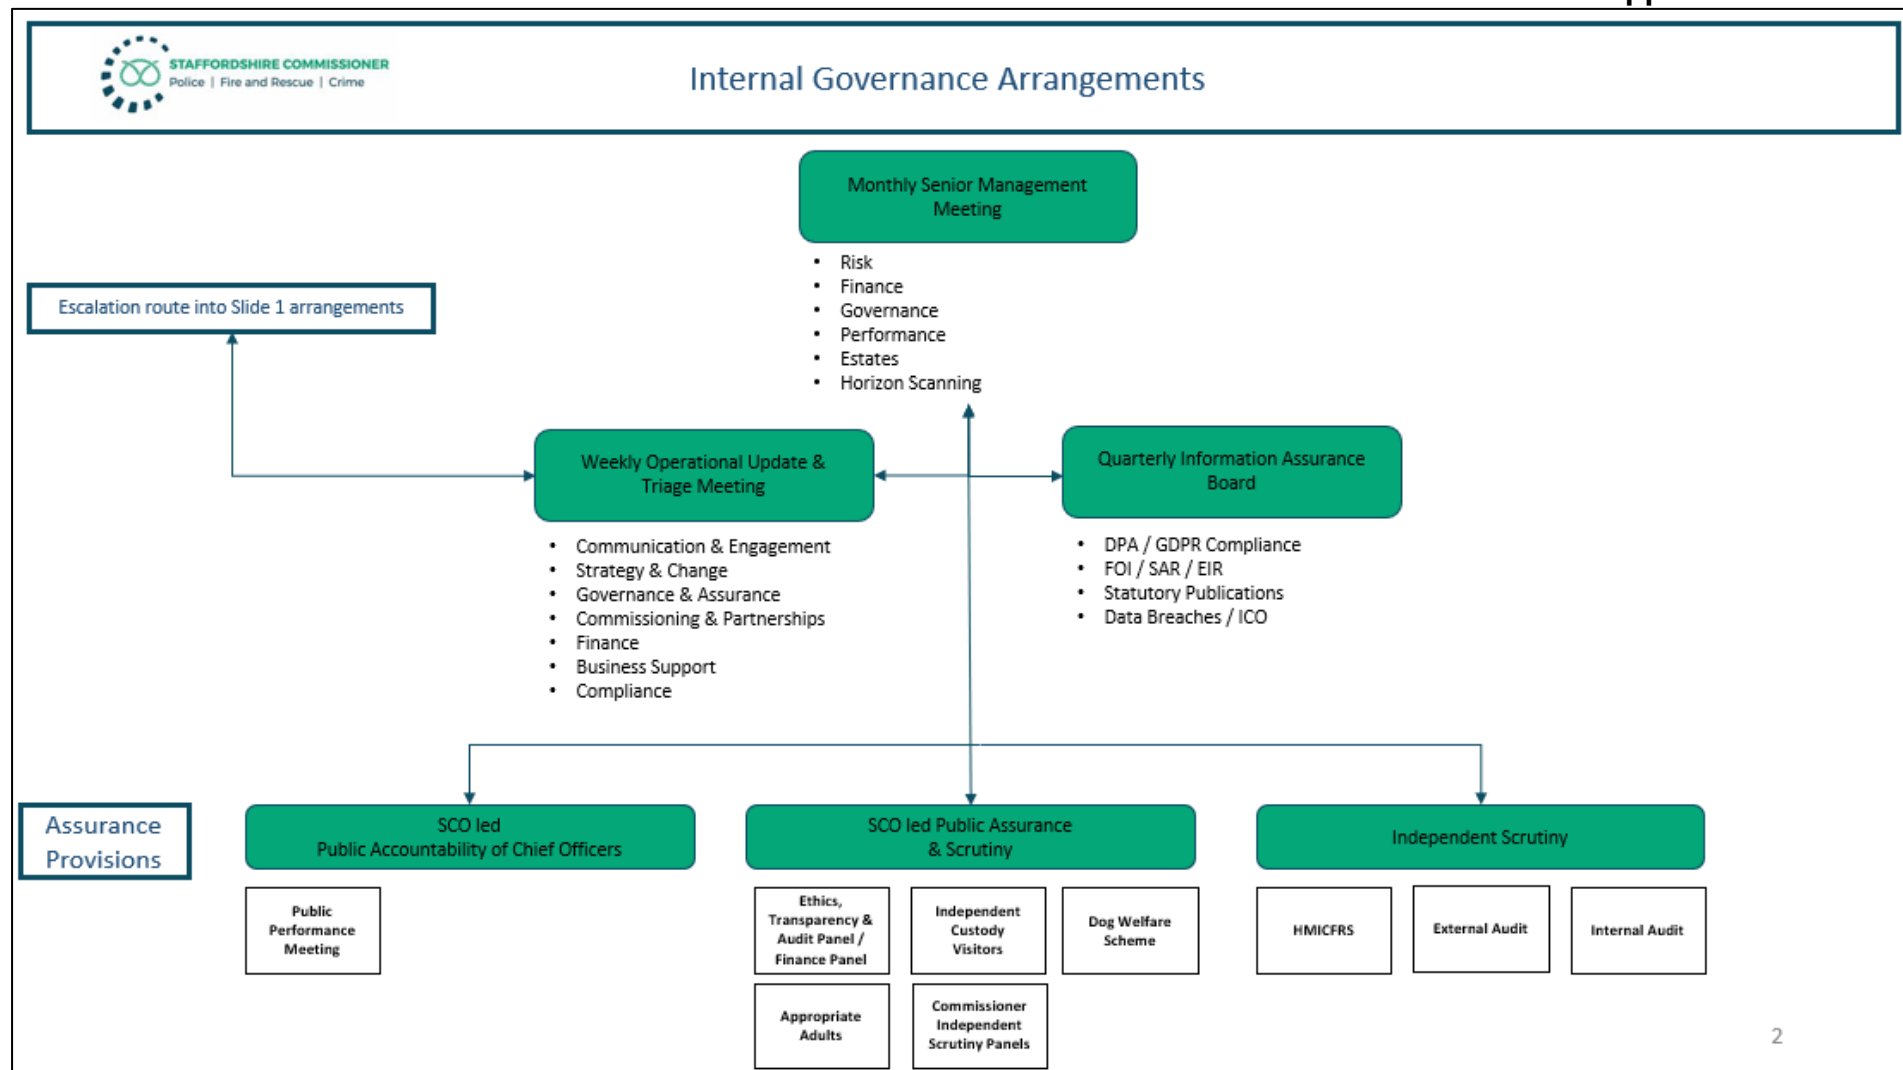 STAFFORDSHIRE COMMISSIONER
Police | Fire and Rescue | Crime
Internal Governance Arrangements
Monthly Senior Management
Meeting
• Risk
• Finance
• Governance
• Performance
• Estates
• Horizon Scanning
Escalation route into Slide 1 arrangements
Weekly Operational Update &
Triage Meeting
• Communication & Engagement
• Strategy & Change
• Governance & Assurance
• Commissioning & Partnerships
• Finance
• Business Support
• Compliance
Quarterly Information Assurance
Board
• DPA / GDPR Compliance
• FOI / SAR / EIR
• Statutory Publications
• Data Breaches / ICO
Assurance
Provisions
SCO led
Public Accountability of Chief Officers
Public
Performance
Meeting
SCO led Public Assurance
& Scrutiny
Ethics,
Transparency &
Audit Panel /
Finance Panel
Independent
Custody
Visitors
Dog Welfare
Scheme
Appropriate
Adults
Commissioner
Independent
Scrutiny Panels
Independent Scrutiny
HMICFRS
External Audit
Internal Audit
2